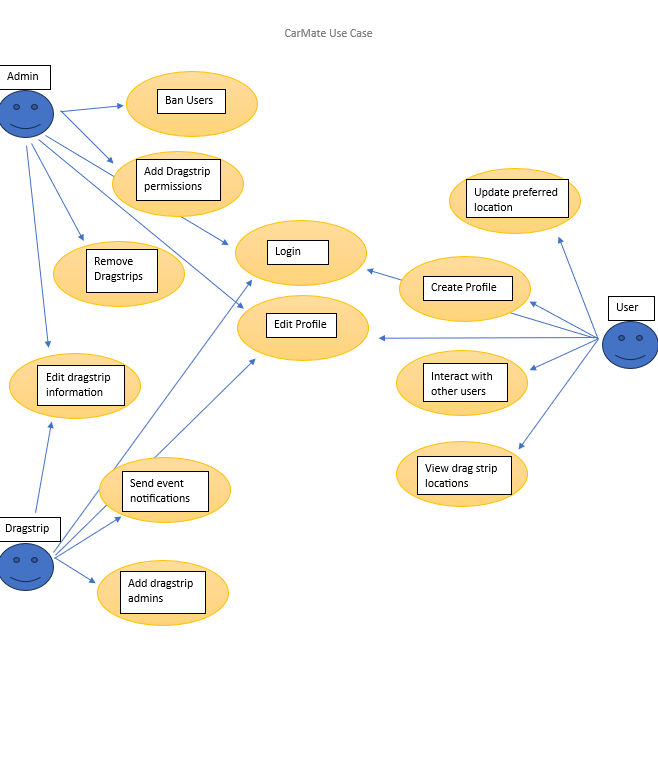 CarMate Use Case
Admin
Ban Users
Add Dragstrip
permissions
Update preferred
location
Login
Remove
Dragstrips
Create Profile
User
Edit Profile
Edit dragstrip
information
Interact with
other users
View drag strip
locations
Send event
notifications
Dragstrip
Add dragstrip
admins